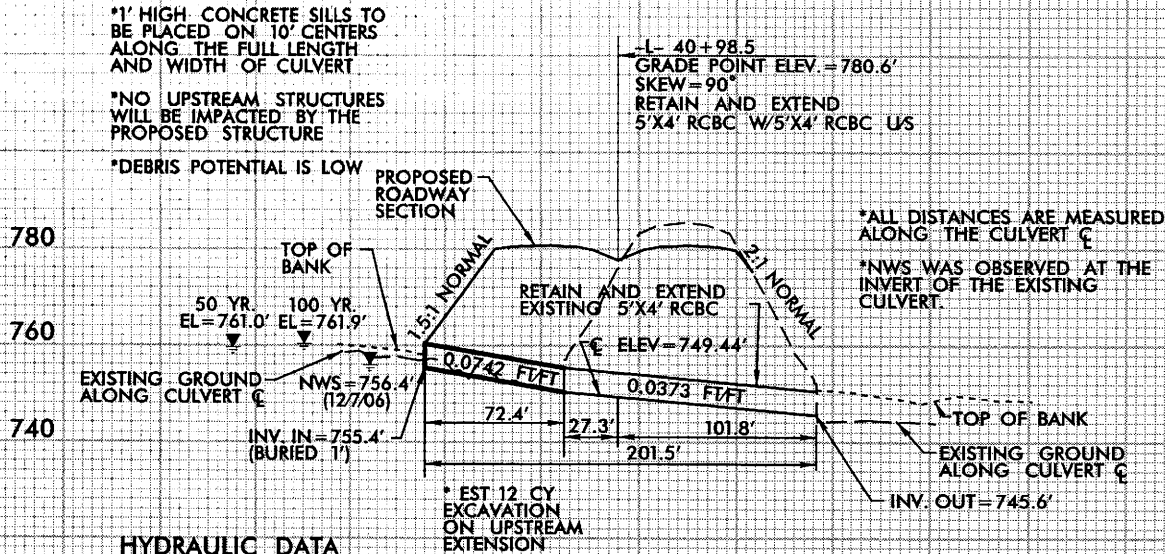 *1' HIGH CONCRETE SILLS TO
BE PLACED ON 10' CENTERS
ALONG THE FULL LENGTH
AND WIDTH OF CULVERT
*NO UPSTREAM STRUCTURES
WILL BE IMPACTED BY THE
PROPOSED STRUCTURE
*DEBRIS POTENTIAL IS LOW
-L- 40+98.5
GRADE POINT ELEV.=780.6'
SKEW=90°
RETAIN AND EXTEND
5'X4' RCBC W/5'X4' RCBC U/S
PROPOSED
ROADWAY
SECTION
*ALL DISTANCES ARE MEASURED
ALONG THE CULVERT ℄
*NWS WAS OBSERVED AT THE
INVERT OF THE EXISTING
CULVERT.
780
760
740
TOP OF
BANK
1.5:1 NORMAL
2:1 NORMAL
50 YR.
EL=761.0'
100 YR.
EL=761.9'
RETAIN AND EXTEND
EXISTING 5'X4' RCBC
℄ ELEV=749.44'
0.0742 FT/FT
0.0373 FT/FT
EXISTING GROUND
ALONG CULVERT ℄
NWS=756.4'
(12/7/06)
INV. IN=755.4'
(BURIED 1')
72.4'
27.3'
101.8'
201.5'
TOP OF BANK
EXISTING GROUND
ALONG CULVERT ℄
INV. OUT=745.6'
* EST 12 CY
EXCAVATION
ON UPSTREAM
EXTENSION
HYDRAULIC DATA